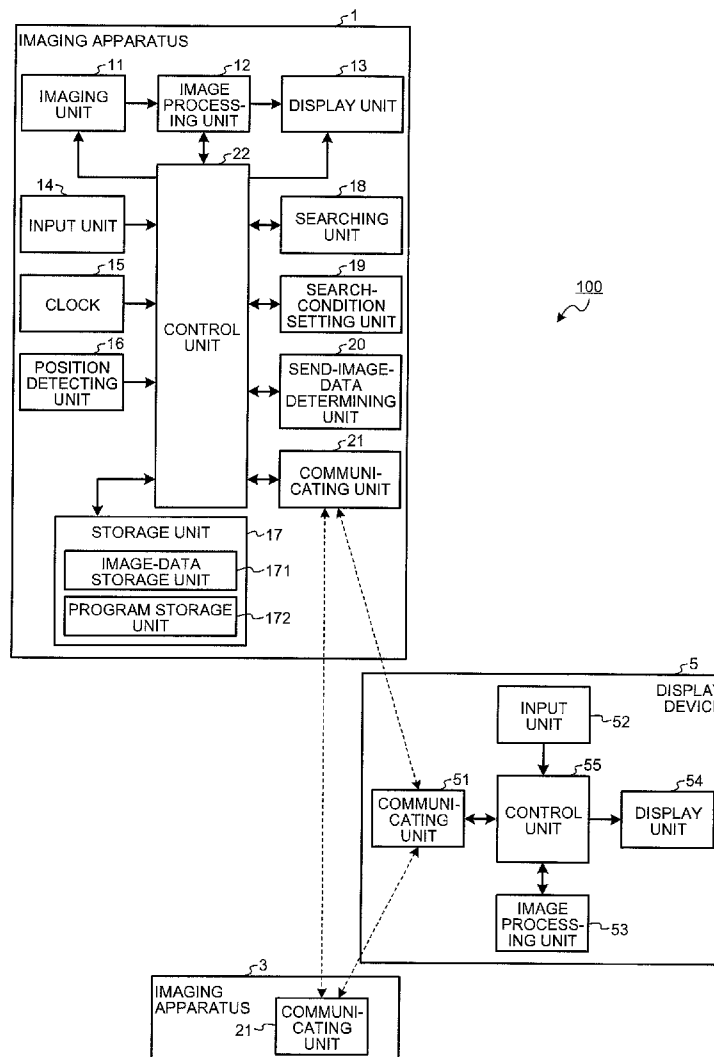 1
IMAGING APPARATUS
11
IMAGING
UNIT
12
IMAGE
PROCESS-
ING UNIT
13
DISPLAY UNIT
22
CONTROL
UNIT
14
INPUT UNIT
18
SEARCHING
UNIT
15
CLOCK
19
SEARCH-
CONDITION
SETTING UNIT
100
16
POSITION
DETECTING
UNIT
20
SEND-IMAGE-
DATA
DETERMINING
UNIT
21
COMMUNI-
CATING UNIT
STORAGE UNIT
17
IMAGE-DATA
STORAGE UNIT
171
PROGRAM STORAGE
UNIT
172
5
DISPLAY
DEVICE
INPUT
UNIT
52
51
COMMUNI-
CATING
UNIT
55
CONTROL
UNIT
54
DISPLAY
UNIT
IMAGE
PROCESS-
ING UNIT
53
3
IMAGING
APPARATUS
21
COMMUNI-
CATING UNIT